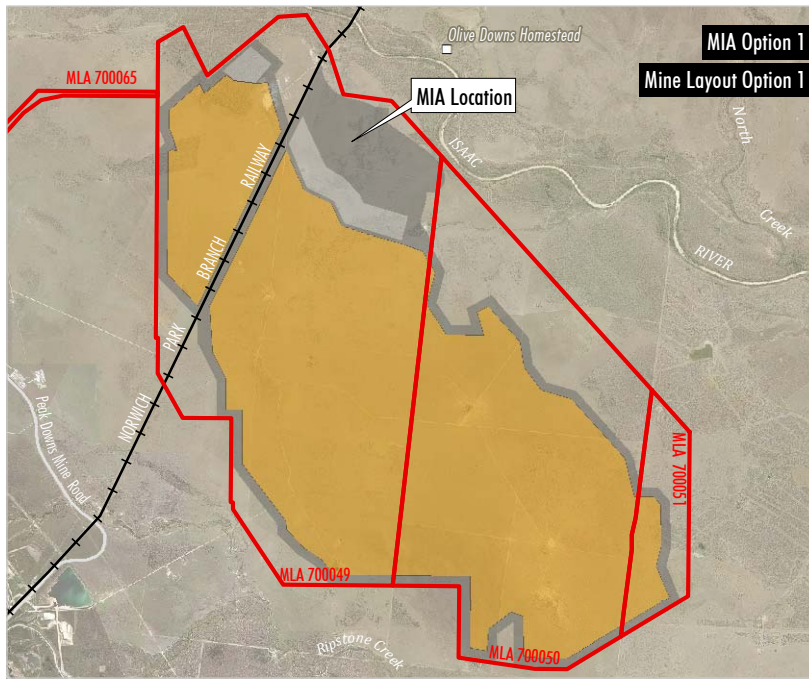 Olive Downs Homestead
MIA Option 1
Mine Layout Option 1
MLA 700065
MIA Location
North
Creek
ISAAC
RIVER
RAILWAY
BRANCH
PARK
NORWICH
Peak Downs Mine Road
MLA 700051
MLA 700049
MLA 700050
Ripstone Creek